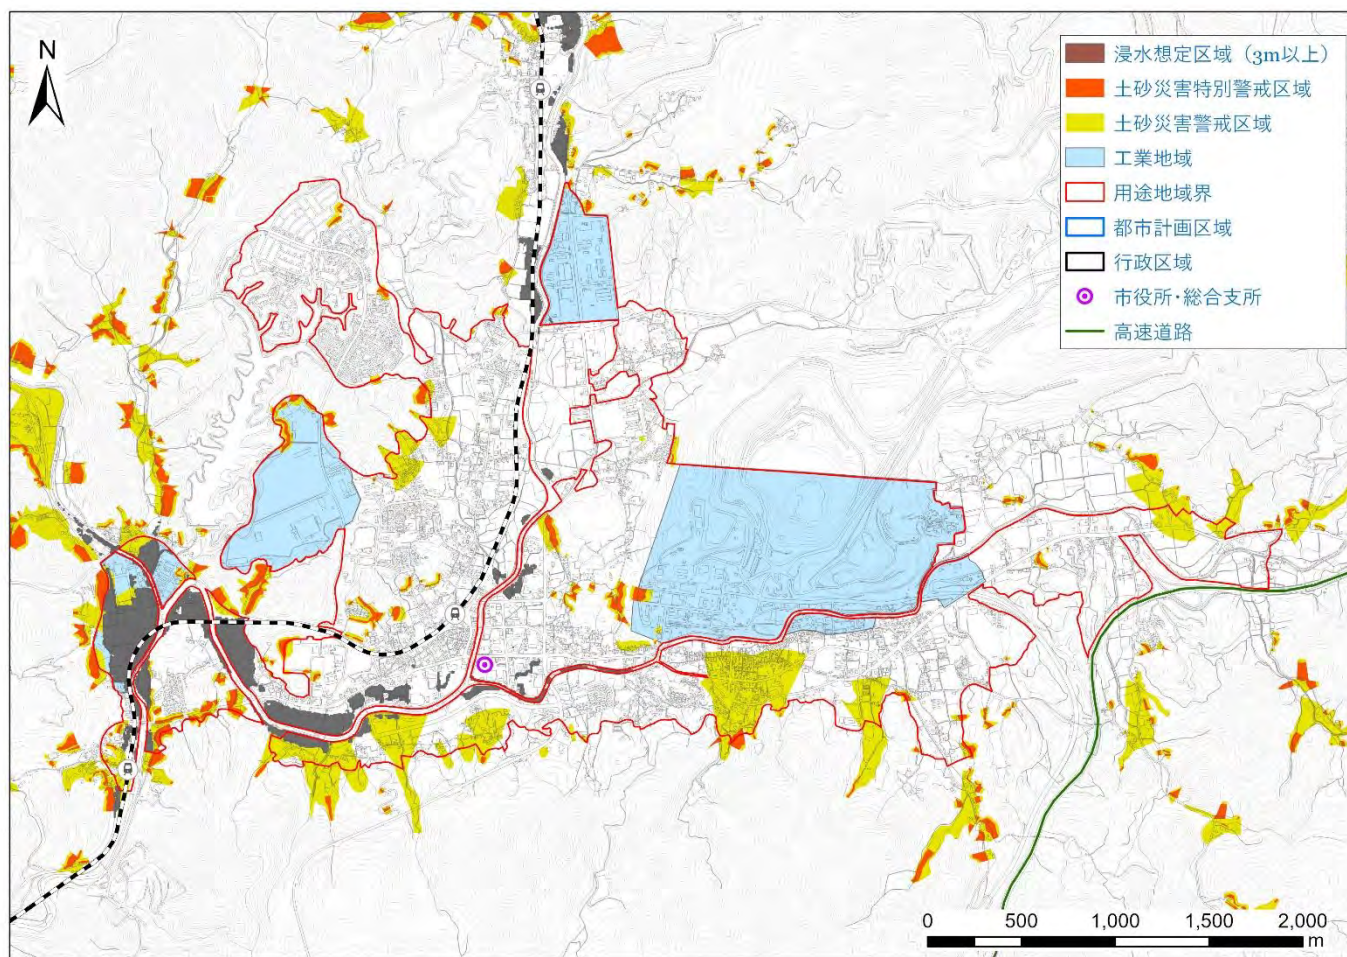 N
浸水想定区域（3m以上）
土砂災害特別警戒区域
土砂災害警戒区域
工業地域
用途地域界
都市計画区域
行政区域
市役所・総合支所
高速道路
0 500 1,000 1,500 2,000
m